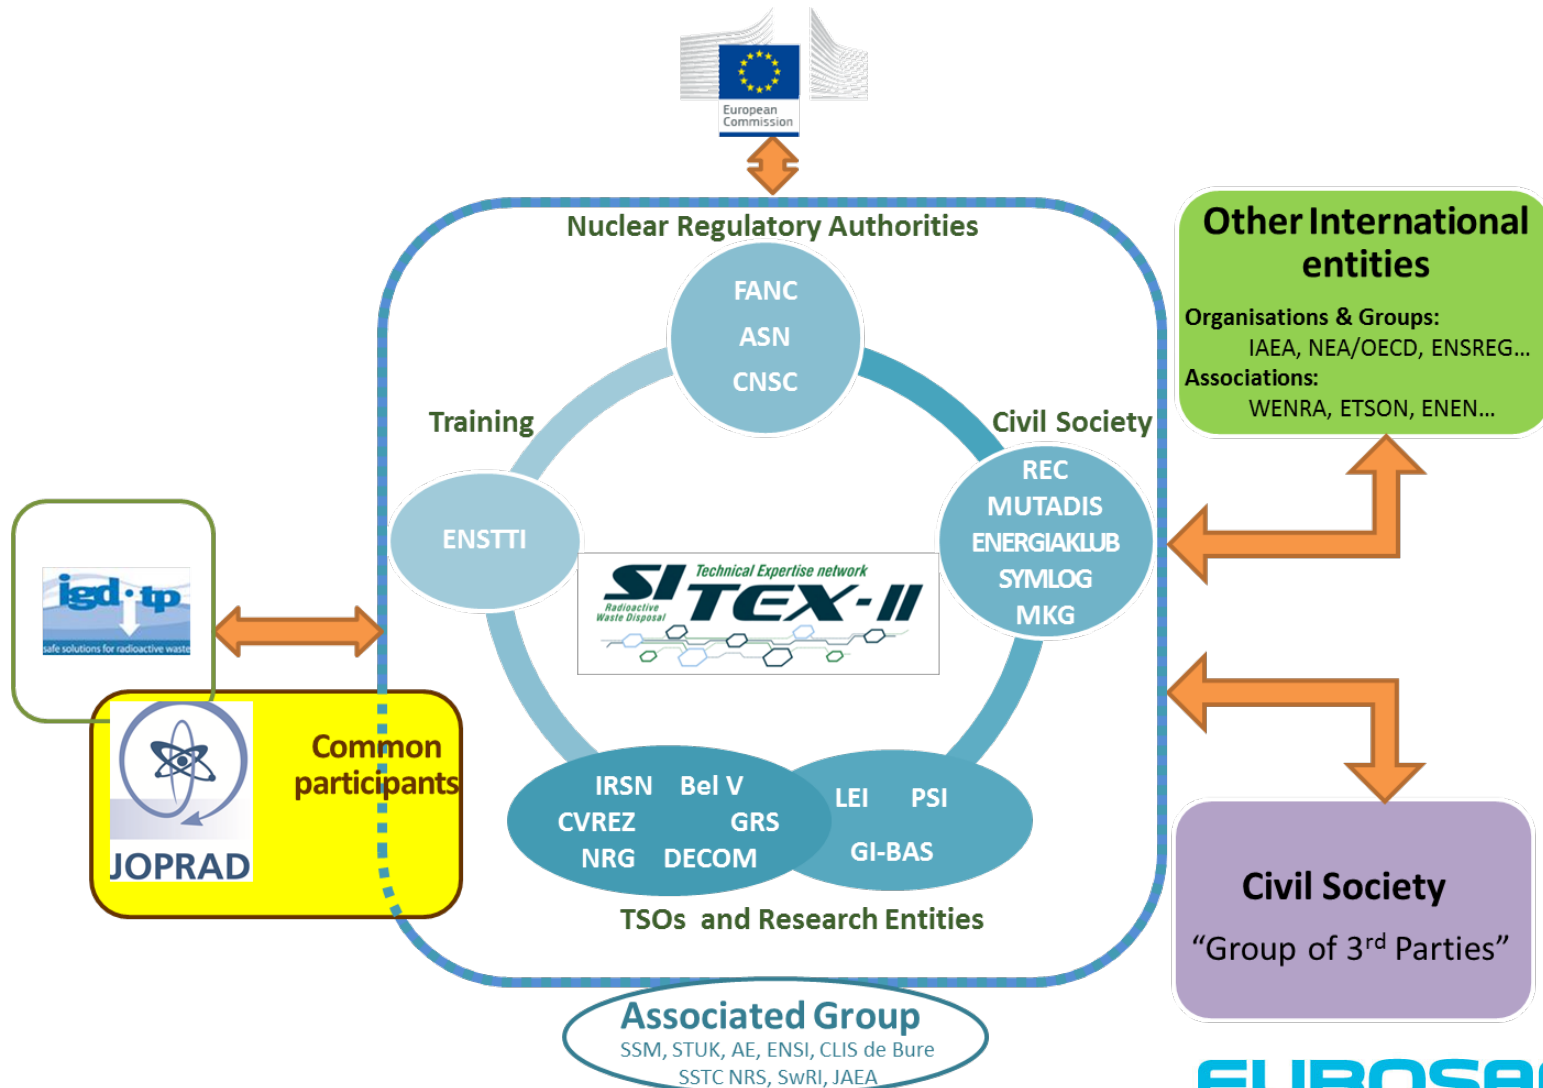 European
Commission
Nuclear Regulatory Authorities
FANC
ASN
CNSC
Other International
entities
Organisations & Groups:
IAEA, NEA/OECD, ENSREG...
Associations:
WENRA, ETSON, ENEN...
Training
Civil Society
REC
MUTADIS
ENERGIAKLUB
SYMLOG
MKG
ENSTTI
SITEX-II
Technical Expertise network
Radioactive
Waste Disposal
igd·tp
safe solutions for radioactive waste
Common
participants
JOPRAD
IRSN Bel V
CVREZ GRS
NRG DECOM
LEI PSI
GI-BAS
TSOs and Research Entities
Civil Society
“Group of 3rd Parties”
Associated Group
SSM, STUK, AE, ENSI, CLIS de Bure
SSTC NRS, SwRI, JAEA